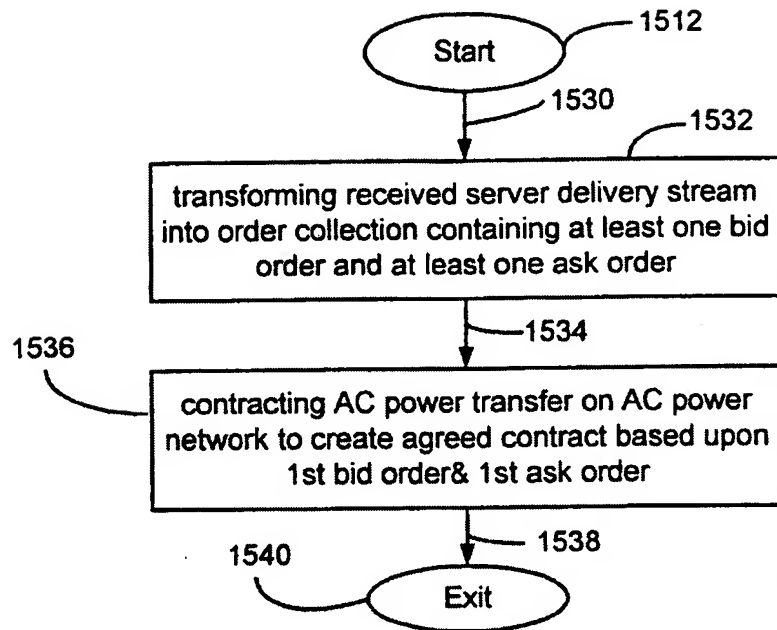 1512
Start
1530
1532
transforming received server delivery stream
into order collection containing at least one bid
order and at least one ask order
1534
1536
contracting AC power transfer on AC power
network to create agreed contract based upon
1st bid order& 1st ask order
1538
1540
Exit